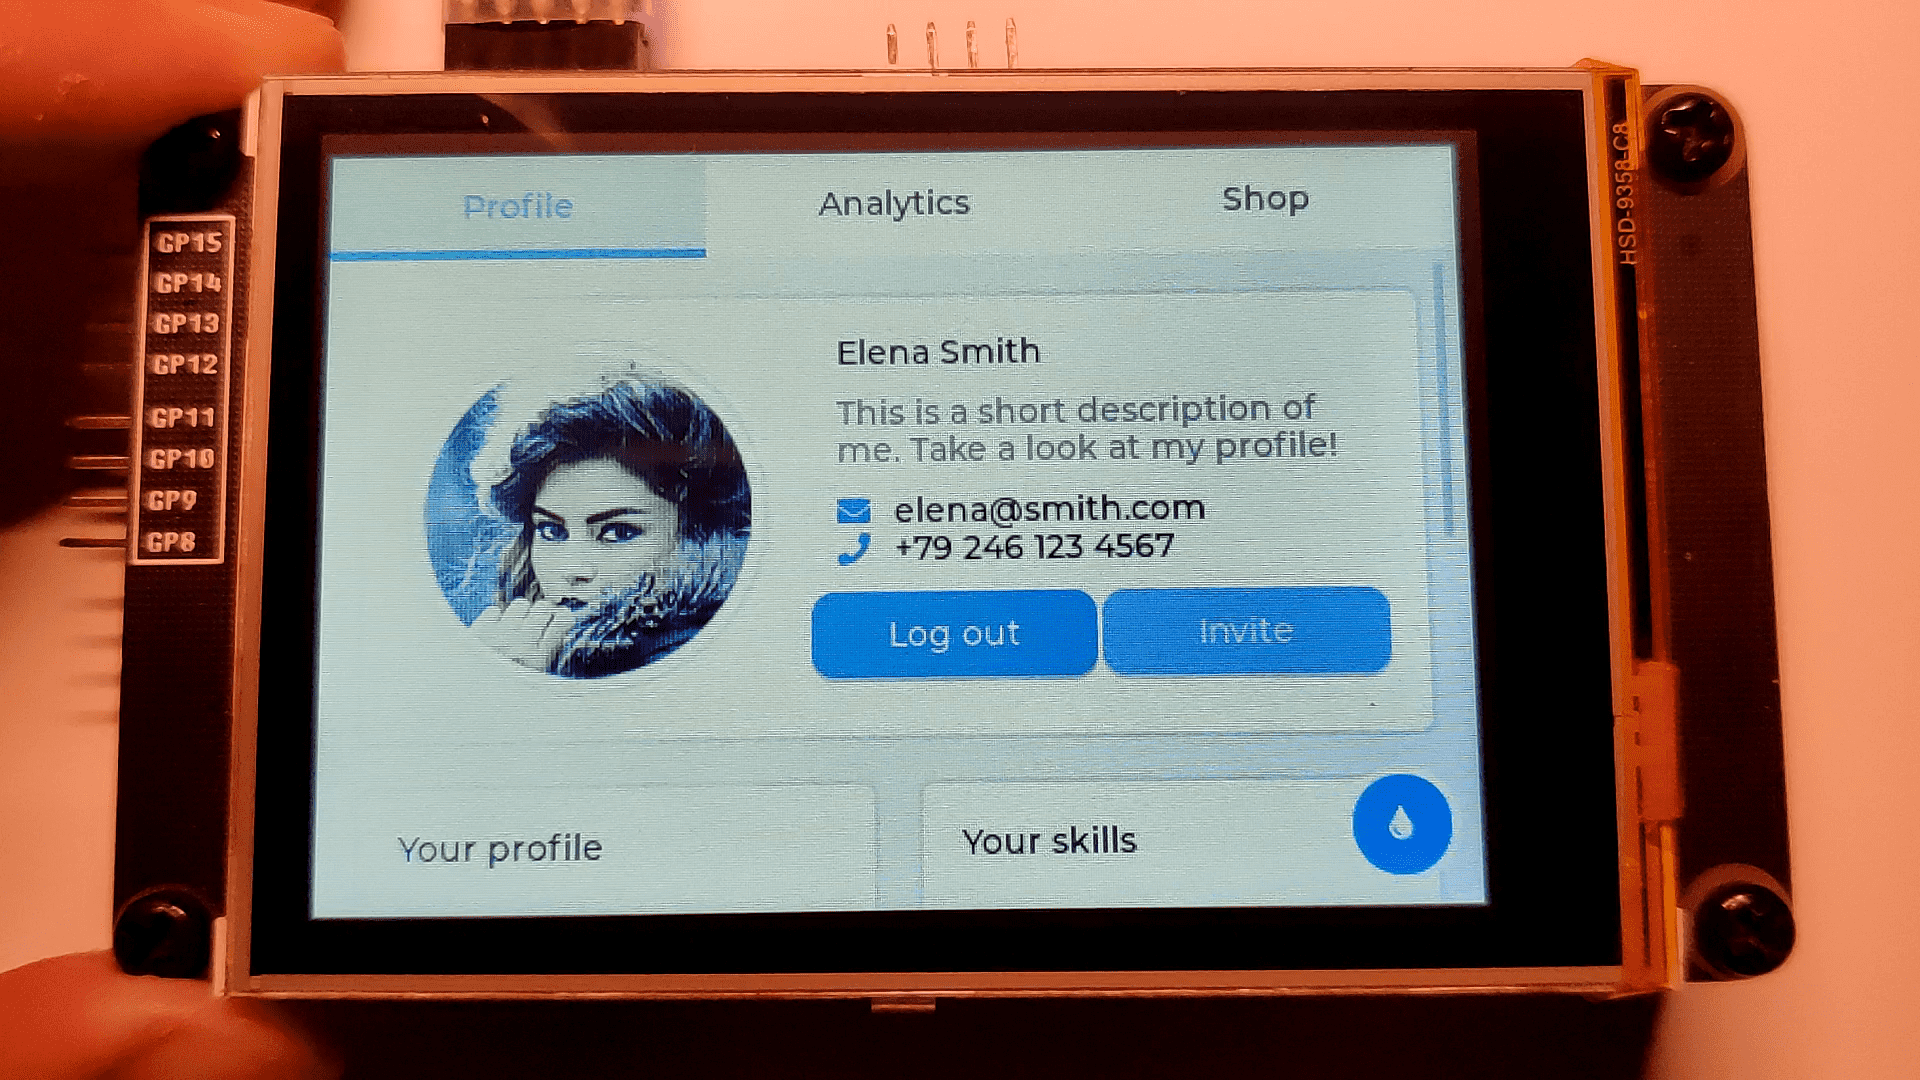 GP15
GP14
GP13
GP12
GP11
GP10
GP9
GP8
Profile
Analytics
Shop
Elena Smith
This is a short description of
me. Take a look at my profile!
elena@smith.com
+79 246 123 4567
Log out
Invite
Your profile
Your skills
HSD-9358-C8